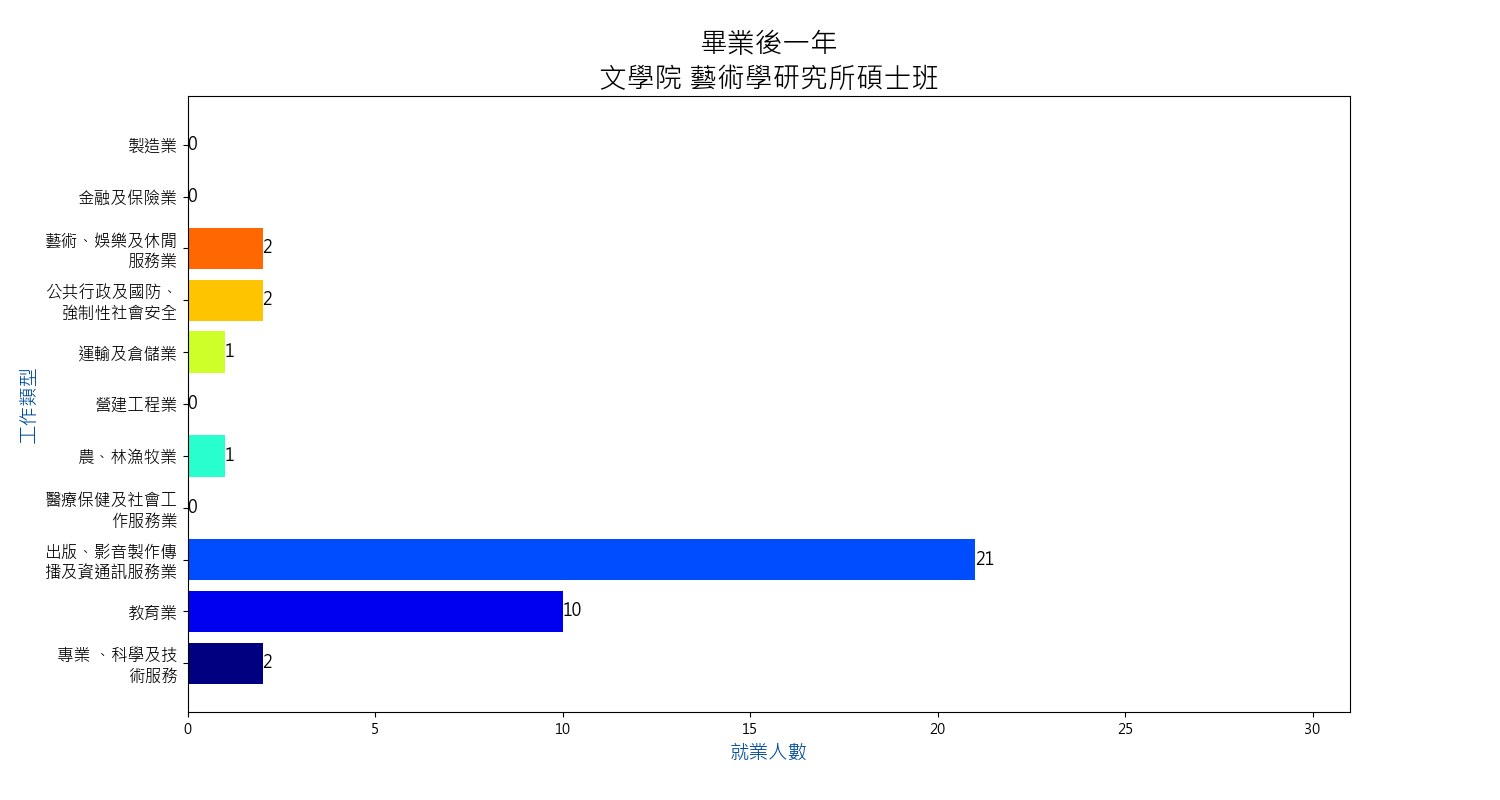 畢業後一年
文學院 藝術學研究所碩士班
製造業
0
金融及保險業
0
藝術、娛樂及休閒
服務業
2
公共行政及國防、
強制性社會安全
2
運輸及倉儲業
1
營建工程業
0
農、林漁牧業
1
醫療保健及社會工
作服務業
0
出版、影音製作傳
播及資通訊服務業
21
教育業
10
專業 、科學及技
術服務
2
工作類型
0 5 10 15 20 25 30
就業人數